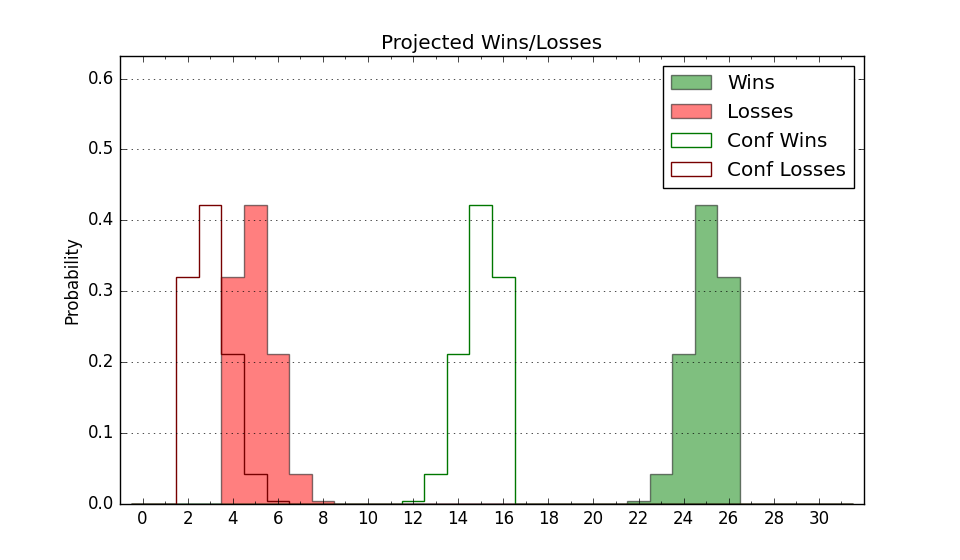 Projected Wins/Losses
0.6
0.5
0.4
0.3
0.2
0.1
0.0
Probability
Wins
Losses
Conf Wins
Conf Losses
0 2 4 6 8 10 12 14 16 18 20 22 24 26 28 30